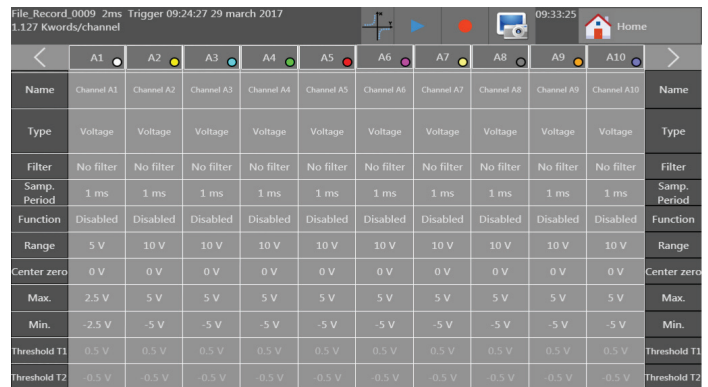 File_Record_0009 2ms Trigger 09:24:27 29 march 2017
1.127 Kwords/channel
09:33:25
Home
A1 A2 A3 A4 A5 A6 A7 A8 A9 A10
Name Channel A1 Channel A2 Channel A3 Channel A4 Channel A5 Channel A6 Channel A7 Channel A8 Channel A9 Channel A10 Name
Type Voltage Voltage Voltage Voltage Voltage Voltage Voltage Voltage Voltage Voltage Type
Filter No filter No filter No filter No filter No filter No filter No filter No filter No filter No filter Filter
Samp. Period 1 ms 1 ms 1 ms 1 ms 1 ms 1 ms 1 ms 1 ms 1 ms 1 ms Samp. Period
Function Disabled Disabled Disabled Disabled Disabled Disabled Disabled Disabled Disabled Disabled Function
Range 5 V 10 V 10 V 10 V 10 V 10 V 10 V 10 V 10 V 10 V Range
Center zero 0 V 0 V 0 V 0 V 0 V 0 V 0 V 0 V 0 V 0 V Center zero
Max. 2.5 V 5 V 5 V 5 V 5 V 5 V 5 V 5 V 5 V 5 V Max.
Min. -2.5 V -5 V -5 V -5 V -5 V -5 V -5 V -5 V -5 V -5 V Min.
Threshold T1 0.5 V 0.5 V 0.5 V 0.5 V 0.5 V 0.5 V 0.5 V 0.5 V 0.5 V 0.5 V Threshold T1
Threshold T2 -0.5 V -0.5 V -0.5 V -0.5 V -0.5 V -0.5 V -0.5 V -0.5 V -0.5 V -0.5 V Threshold T2